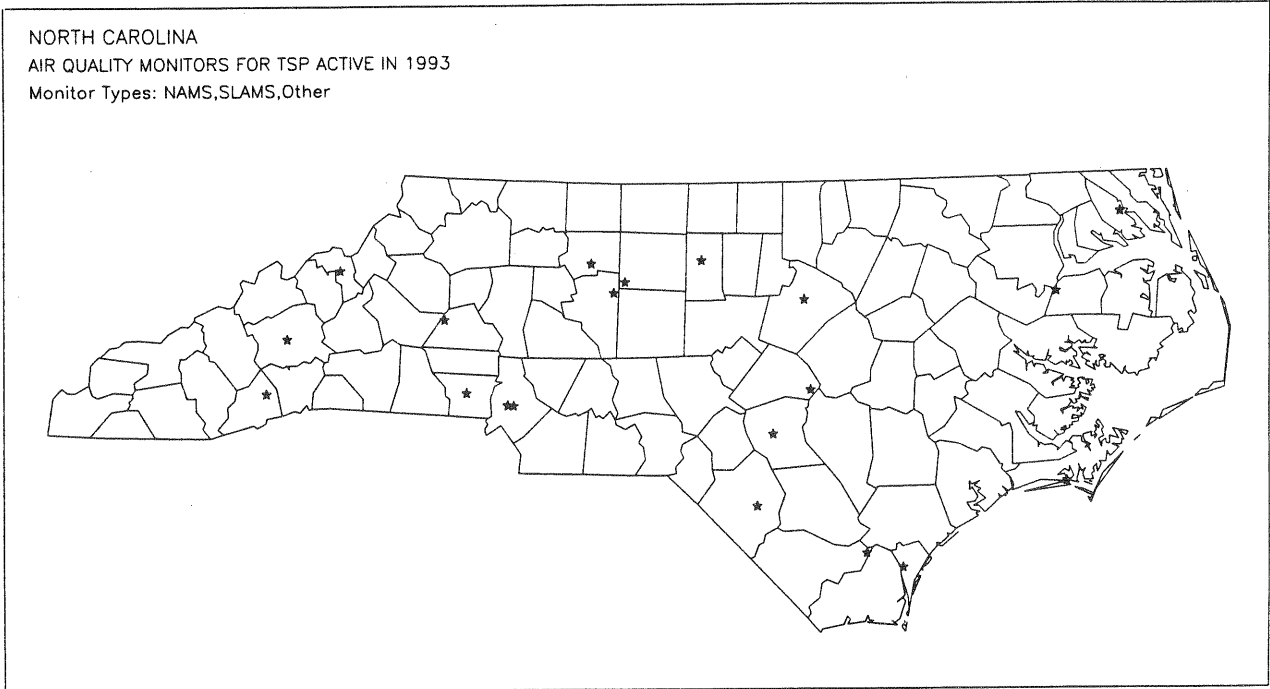 NORTH CAROLINA
AIR QUALITY MONITORS FOR TSP ACTIVE IN 1993
Monitor Types: NAMS,SLAMS,Other